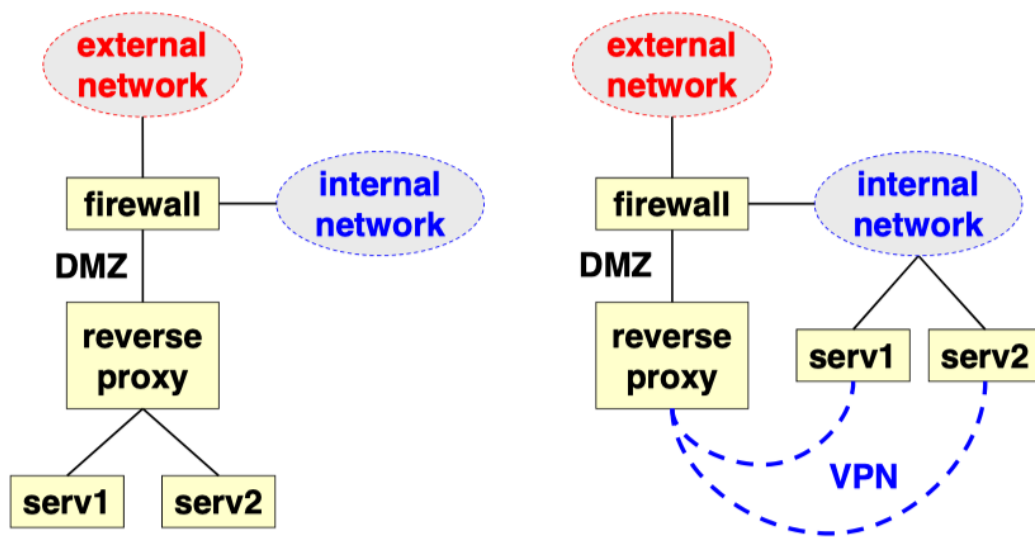 external
network
firewall
internal
network
DMZ
reverse
proxy
serv1
serv2
external
network
firewall
internal
network
DMZ
reverse
proxy
serv1
serv2
VPN